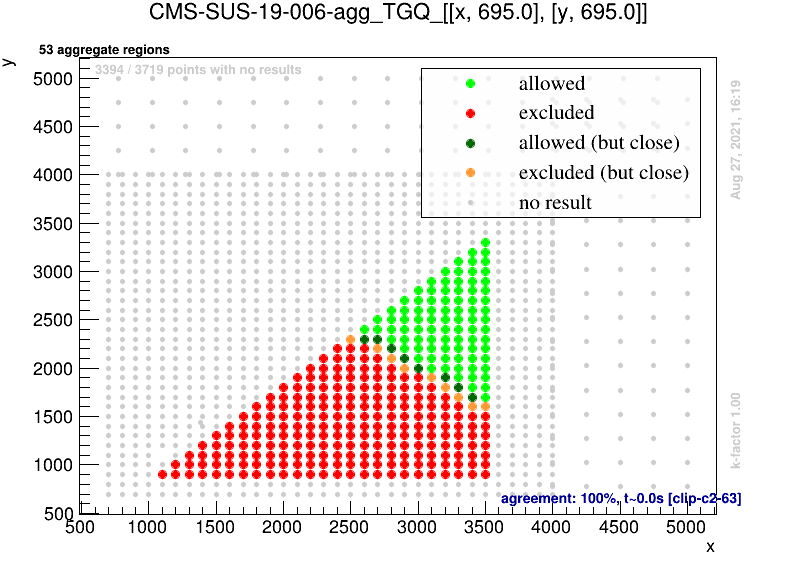 CMS-SUS-19-006-agg_TGQ_[[x, 695.0], [y, 695.0]]
53 aggregate regions
y
3394 / 3719 points with no results
allowed
excluded
allowed (but close)
excluded (but close)
no result
5000
4500
4000
3500
3000
2500
2000
1500
1000
500
Aug 27, 2021, 16:19
k-factor 1.00
agreement: 100%, t~0.0s [clip-c2-63]
500 1000 1500 2000 2500 3000 3500 4000 4500 5000
x